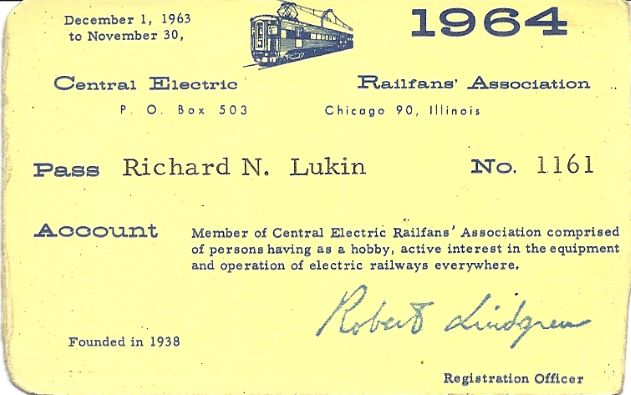 December 1, 1963
to November 30,
1964
Central Electric Railfans' Association
P. O. Box 503 Chicago 90, Illinois
Pass Richard N. Lukin No. 1161
Account Member of Central Electric Railfans' Association comprised
of persons having as a hobby, active interest in the equipment
and operation of electric railways everywhere.
Robert Lindgren
Founded in 1938
Registration Officer